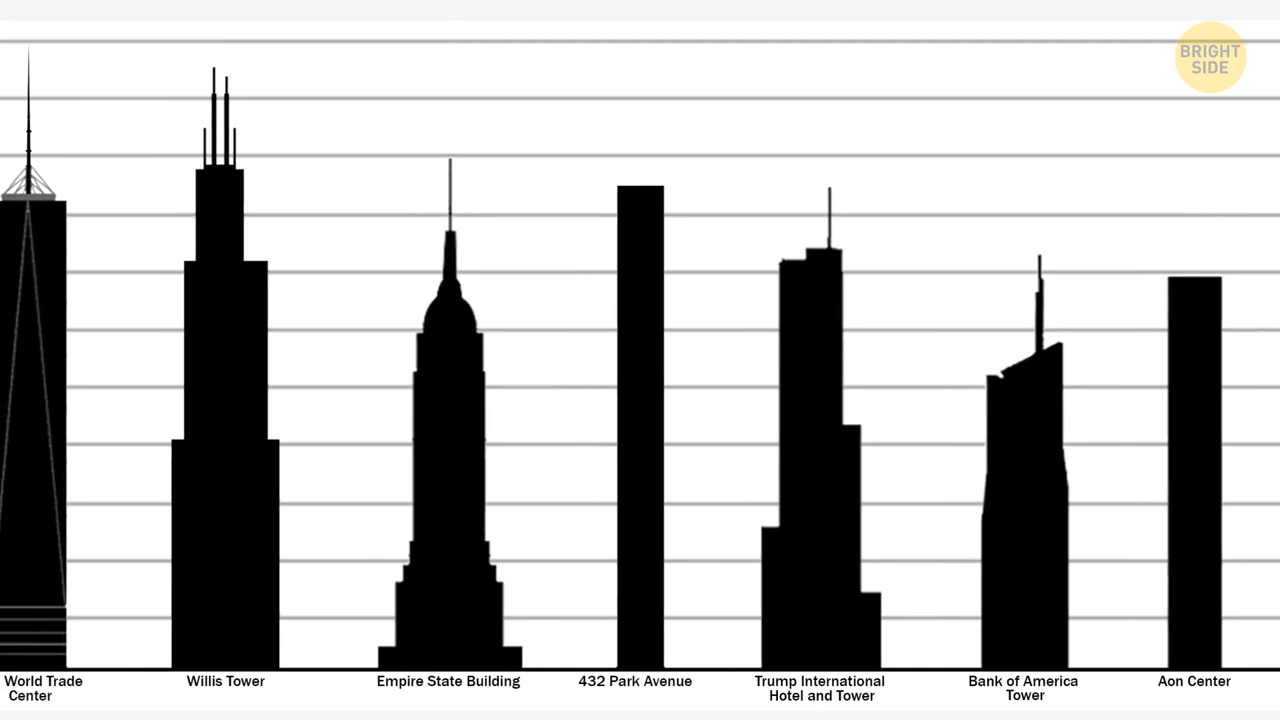 BRIGHT
SIDE
World Trade
Center
Willis Tower
Empire State Building
432 Park Avenue
Trump International
Hotel and Tower
Bank of America
Tower
Aon Center